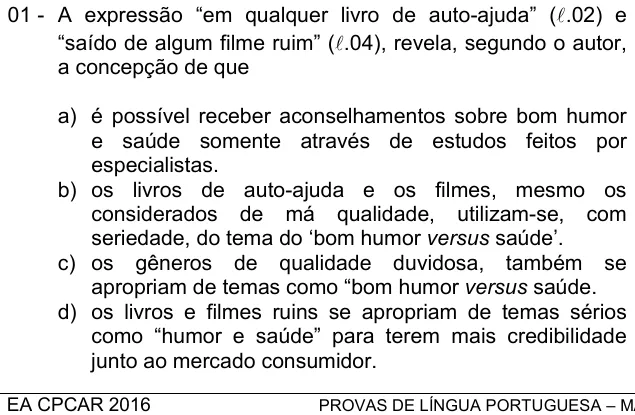 01 - A expressão “em qualquer livro de auto-ajuda” (ℓ.02) e
“saído de algum filme ruim” (ℓ.04), revela, segundo o autor,
a concepção de que
a) é possível receber aconselhamentos sobre bom humor
e saúde somente através de estudos feitos por
especialistas.
b) os livros de auto-ajuda e os filmes, mesmo os
considerados de má qualidade, utilizam-se, com
seriedade, do tema do ‘bom humor versus saúde’.
c) os gêneros de qualidade duvidosa, também se
apropriam de temas como “bom humor versus saúde.
d) os livros e filmes ruins se apropriam de temas sérios
como “humor e saúde” para terem mais credibilidade
junto ao mercado consumidor.
EA CPCAR 2016 PROVAS DE LÍNGUA PORTUGUESA –